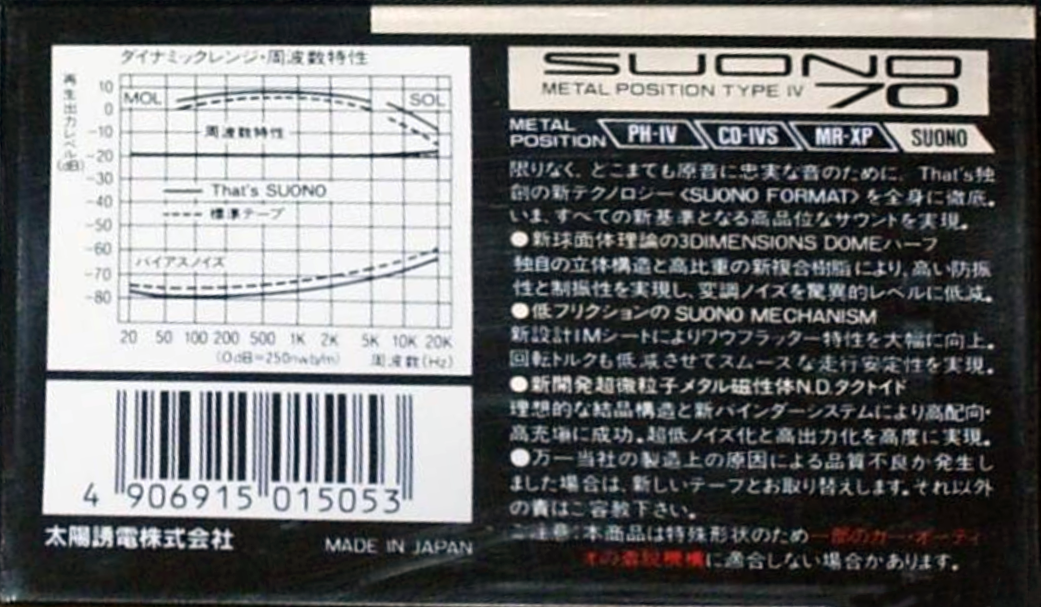 ダイナミックレンジ・周波数特性
再生出力レベル(dB)
10
0
-10
-20
-30
-40
-50
-60
-70
-80
MOL
SOL
周波数特性
That's SUONO
標準テープ
バイアスノイズ
20 50 100 200 500 1K 2K 5K 10K 20K
(0dB=250nwb/m) 周波数(Hz)
4 906915 015053
太陽誘電株式会社
MADE IN JAPAN
SUONO
METAL POSITION TYPE IV 70
METAL POSITION PH-IV CD-IVS MR-XP SUONO
限りなく、どこまでも原音に忠実な音のために、That's独
創の新テクノロジー〈SUONO FORMAT〉を全身に徹底。
いま、すべての新基準となる高品位なサウンドを実現。
●新球面体理論の3DIMENSIONS DOMEハーフ
独自の立体構造と高比重の新複合樹脂により、高い防振
性と制振性を実現し、変調ノイズを驚異的レベルに低減。
●低フリクションの SUONO MECHANISM
新設計IMシートによりワウフラッター特性を大幅に向上。
回転トルクも低減させてスムースな走行安定性を実現。
●新開発超微粒子メタル磁性体N.D.タクトイド
理想的な結晶構造と新バインダーシステムにより高配向・
高充塡に成功。超低ノイズ化と高出力化を高度に実現。
●万一当社の製造上の原因による品質不良が発生し
ました場合は、新しいテープとお取り替えします。それ以外
の責はご容赦下さい。
ご注意：本商品は特殊形状のため一部のカー・オーディ
オの選択機構に適合しない場合があります。